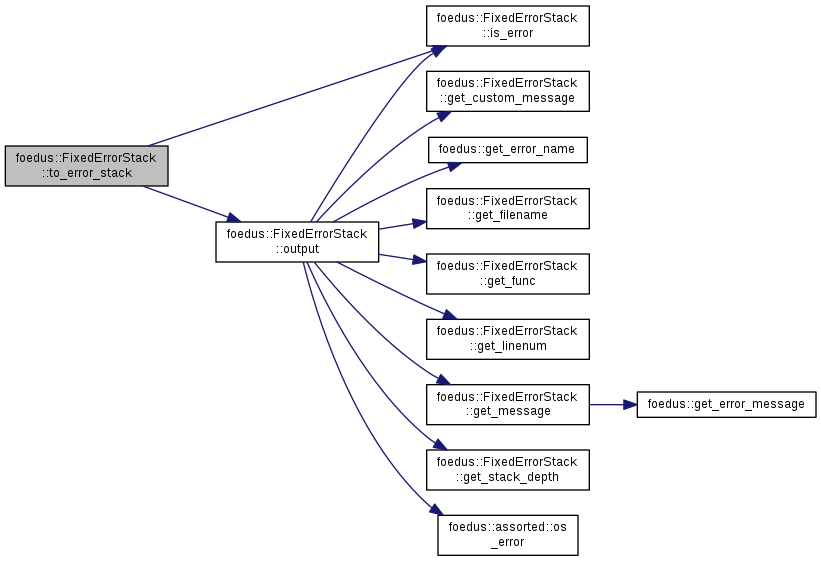 foedus::FixedErrorStack
::to_error_stack
foedus::FixedErrorStack
::output
foedus::FixedErrorStack
::is_error
foedus::FixedErrorStack
::get_custom_message
foedus::get_error_name
foedus::FixedErrorStack
::get_filename
foedus::FixedErrorStack
::get_func
foedus::FixedErrorStack
::get_linenum
foedus::FixedErrorStack
::get_message
foedus::get_error_message
foedus::FixedErrorStack
::get_stack_depth
foedus::assorted::os
_error